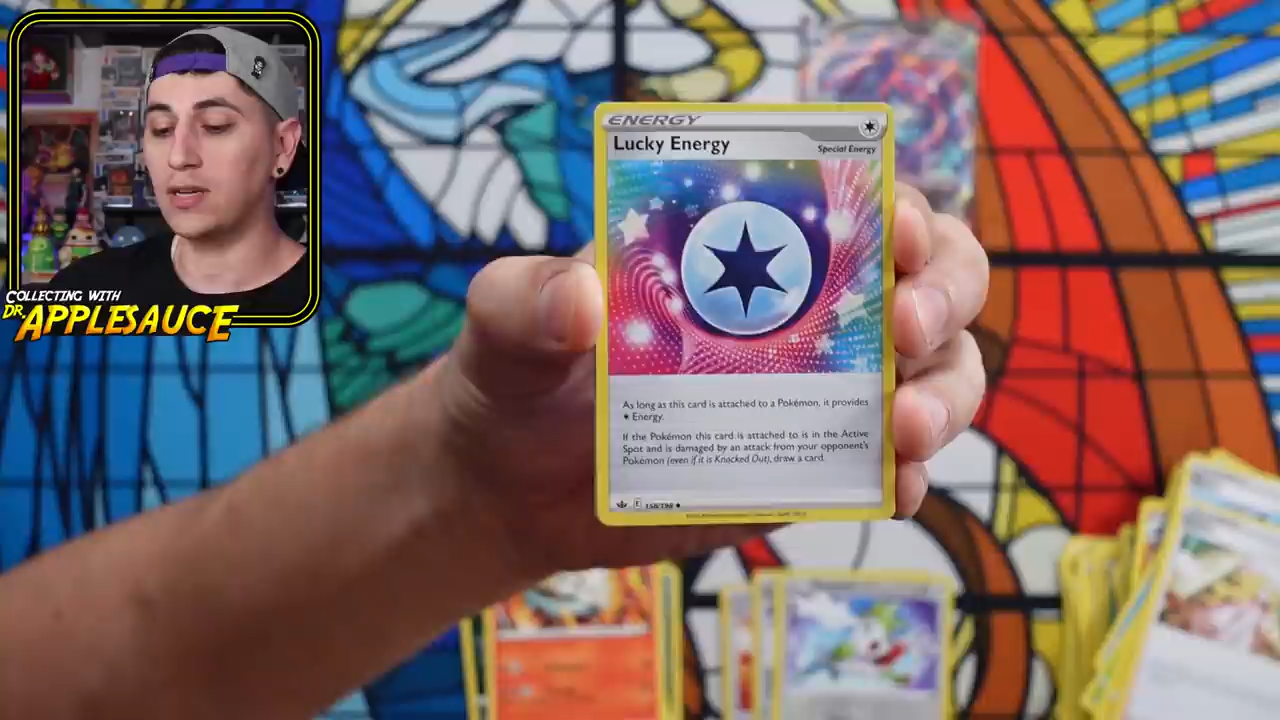 COLLECTING WITH
DR. APPLESAUCE
ENERGY
Lucky Energy
Special Energy
As long as this card is attached to a Pokémon, it provides
Energy.
If the Pokémon this card is attached to is in the Active
Spot and is damaged by an attack from your opponent's
Pokémon (even if it is Knocked Out), draw a card.
158/198